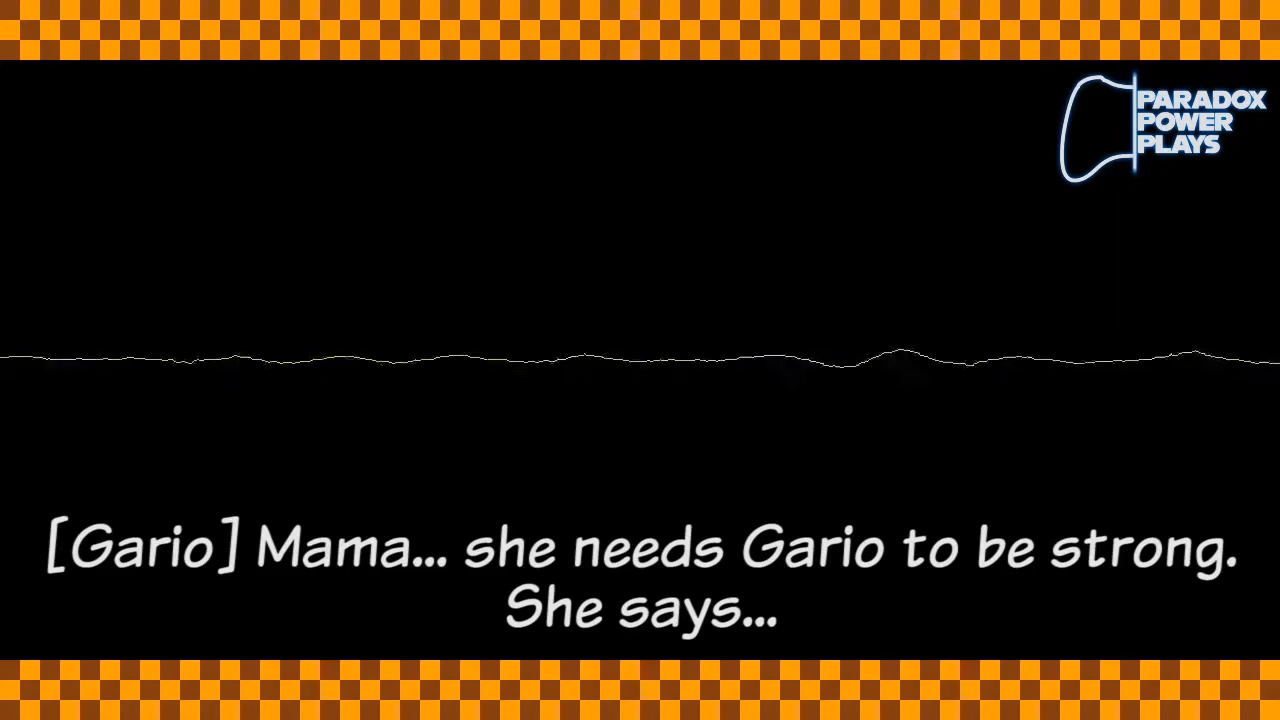 PARADOX
POWER
PLAYS
[Gario] Mama... she needs Gario to be strong.
She says...